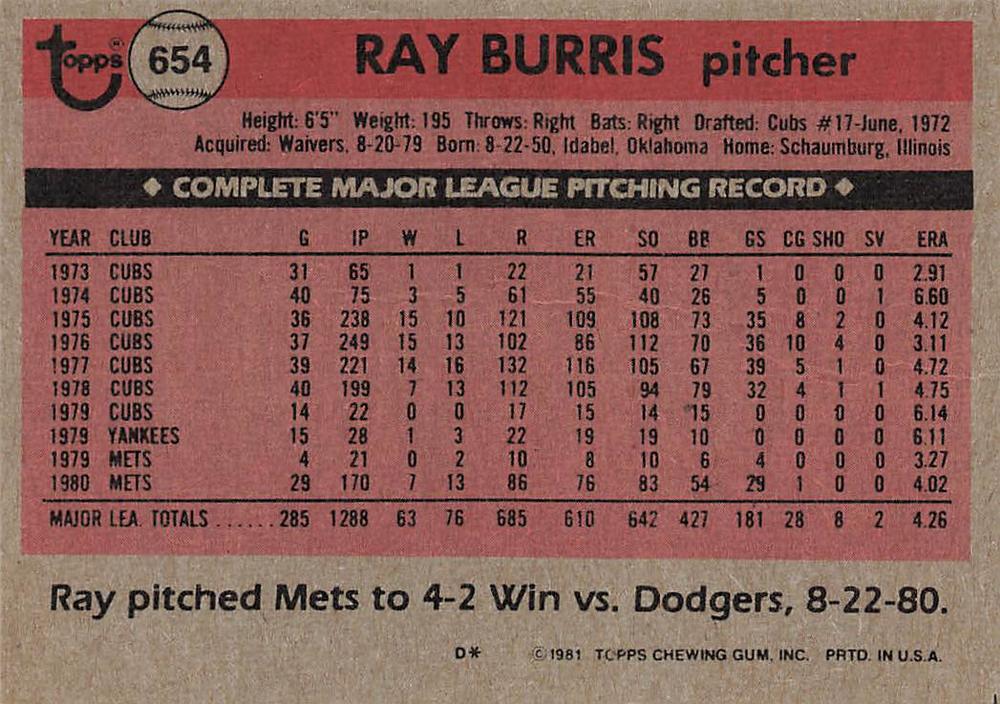 topps 654 RAY BURRIS pitcher
Height: 6'5" Weight: 195 Throws: Right Bats: Right Drafted: Cubs #17-June, 1972
Acquired: Waivers, 8-20-79 Born: 8-22-50, Idabel, Oklahoma Home: Schaumburg, Illinois
◆ COMPLETE MAJOR LEAGUE PITCHING RECORD ◆
YEAR CLUB G IP W L R ER SO BB GS CG SHO SV ERA
1973 CUBS 31 65 1 1 22 21 57 27 1 0 0 0 2.91
1974 CUBS 40 75 3 5 61 55 40 26 5 0 0 1 6.60
1975 CUBS 36 238 15 10 121 109 108 73 35 8 2 0 4.12
1976 CUBS 37 249 15 13 102 86 112 70 36 10 4 0 3.11
1977 CUBS 39 221 14 16 132 116 105 67 39 5 1 0 4.72
1978 CUBS 40 199 7 13 112 105 94 79 32 4 1 1 4.75
1979 CUBS 14 22 0 0 17 15 14 15 0 0 0 0 6.14
1979 YANKEES 15 28 1 3 22 19 19 10 0 0 0 0 6.11
1979 METS 4 21 0 2 10 8 10 6 4 0 0 0 3.27
1980 METS 29 170 7 13 86 76 83 54 29 1 0 0 4.02
MAJOR LEA. TOTALS ......285 1288 63 76 685 610 642 427 181 28 8 2 4.26
Ray pitched Mets to 4-2 Win vs. Dodgers, 8-22-80.
D* © 1981 TOPPS CHEWING GUM, INC. PRTD. IN U.S.A.